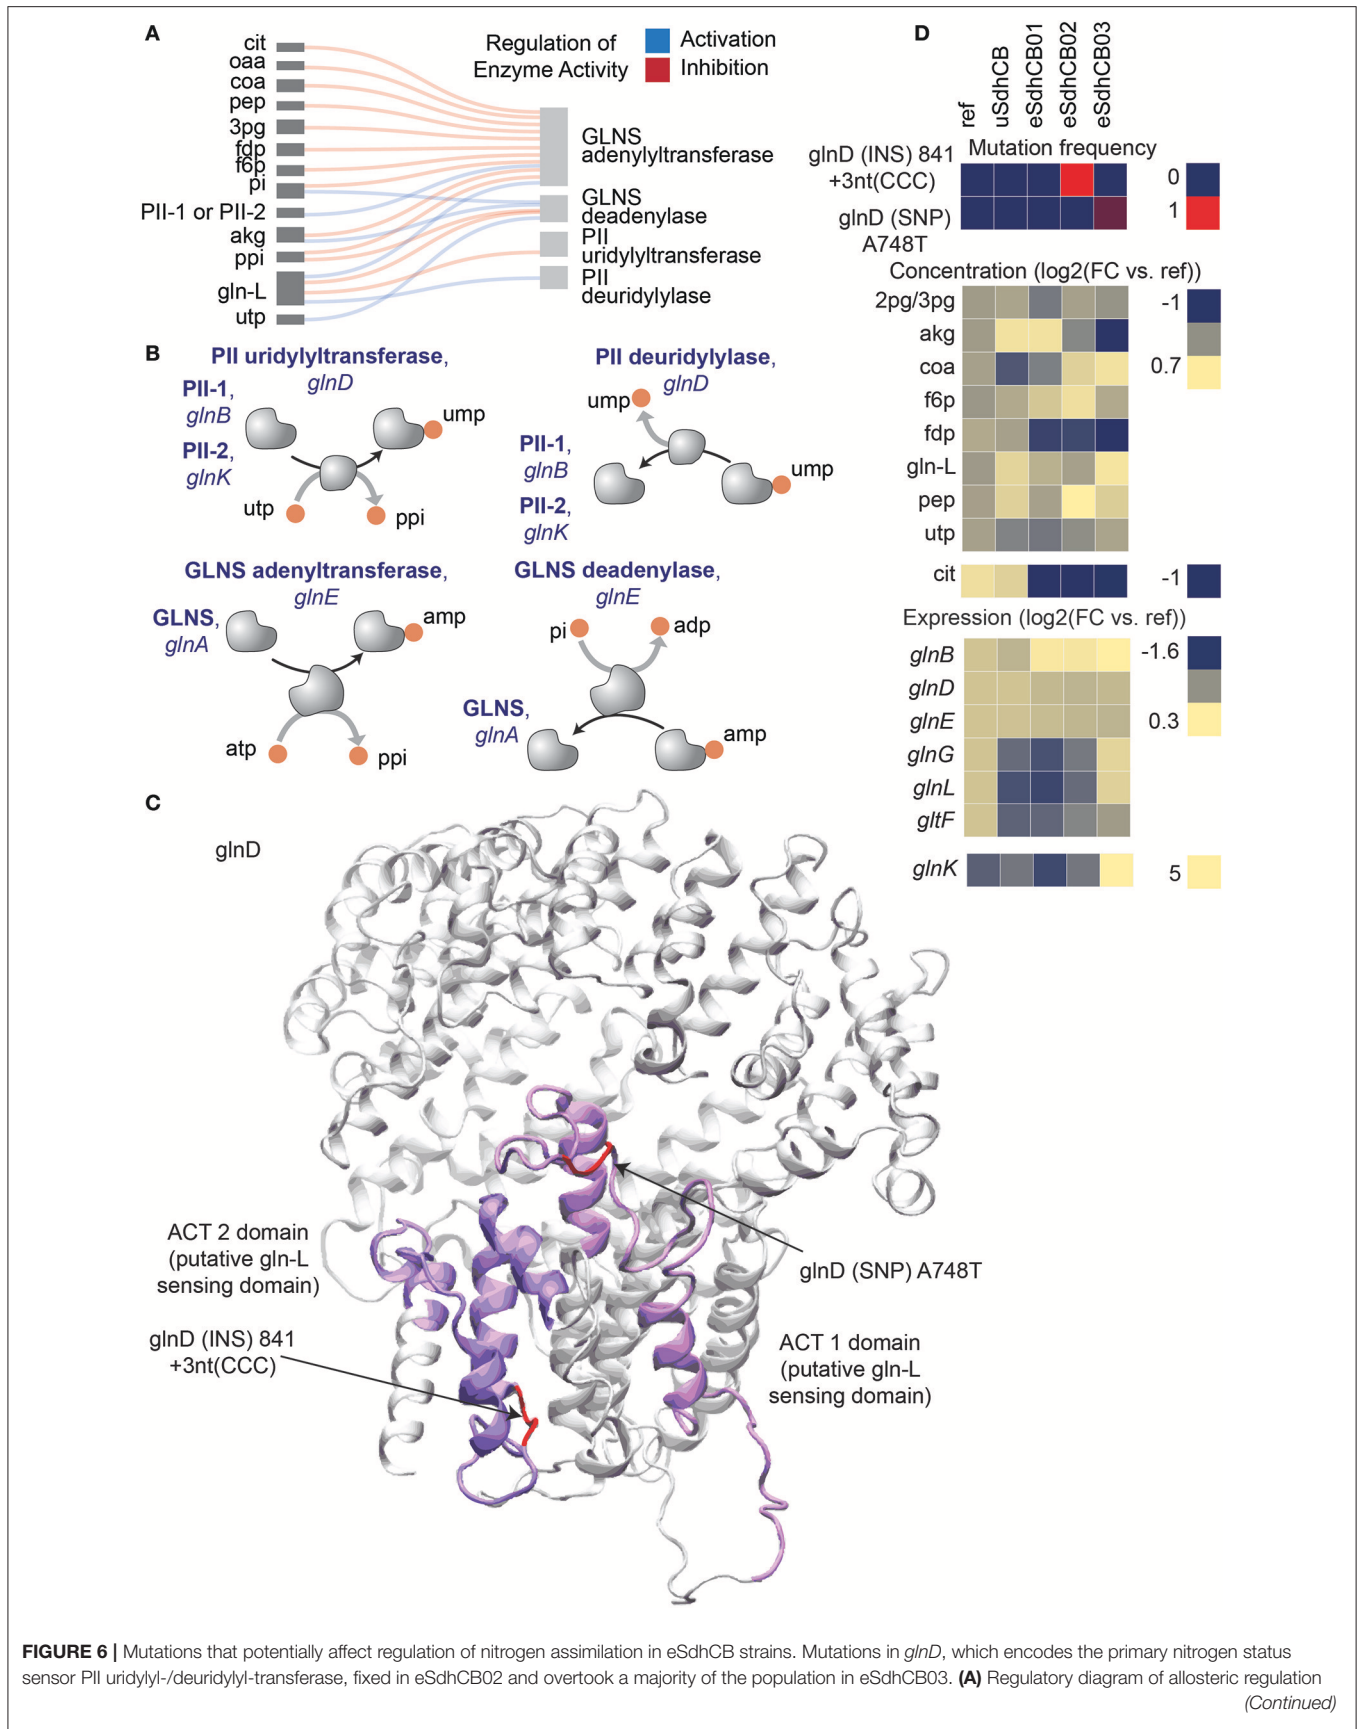 A
cit
oaa
coa
pep
3pg
fdp
f6p
pi
PII-1 or PII-2
akg
ppi
gln-L
utp
Regulation of
Enzyme Activity
Activation
Inhibition
GLNS
adenylyltransferase
GLNS
deadenylase
PII
uridylyltransferase
PII
deuridylylase
B
PII uridylyltransferase,
glnD
PII-1,
glnB
PII-2,
glnK
ump
utp
ppi
PII deuridylylase,
glnD
ump
PII-1,
glnB
PII-2,
glnK
ump
GLNS adenyltransferase,
glnE
GLNS,
glnA
amp
atp
ppi
GLNS deadenylase,
glnE
pi
adp
GLNS,
glnA
amp
C
glnD
ACT 2 domain
(putative gln-L
sensing domain)
glnD (INS) 841
+3nt(CCC)
glnD (SNP) A748T
ACT 1 domain
(putative gln-L
sensing domain)
D
ref
uSdhCB
eSdhCB01
eSdhCB02
eSdhCB03
Mutation frequency
glnD (INS) 841
+3nt(CCC)
glnD (SNP)
A748T
0
1
Concentration (log2(FC vs. ref))
2pg/3pg
akg
coa
f6p
fdp
gln-L
pep
utp
cit
-1
0.7
-1
Expression (log2(FC vs. ref))
glnB
glnD
glnE
glnG
glnL
gltF
glnK
-1.6
0.3
5
FIGURE 6 | Mutations that potentially affect regulation of nitrogen assimilation in eSdhCB strains. Mutations in glnD, which encodes the primary nitrogen status
sensor PII uridylyl-/deuridylyl-transferase, fixed in eSdhCB02 and overtook a majority of the population in eSdhCB03. (A) Regulatory diagram of allosteric regulation
(Continued)